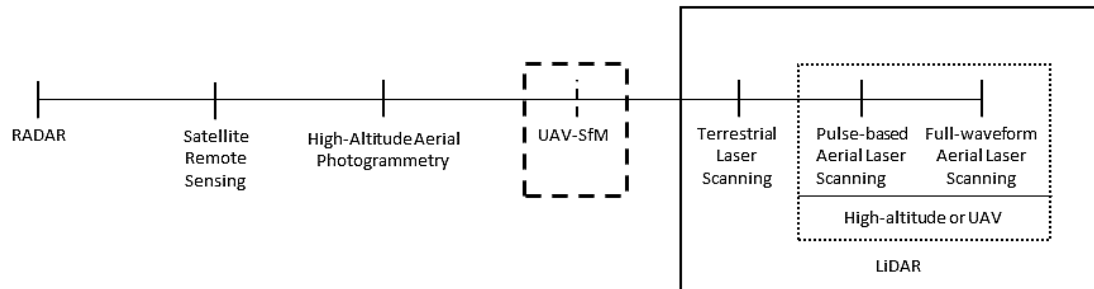 RADAR
Satellite
Remote
Sensing
High-Altitude Aerial
Photogrammetry
UAV-SfM
Terrestrial
Laser
Scanning
Pulse-based
Aerial Laser
Scanning
Full-waveform
Aerial Laser
Scanning
High-altitude or UAV
LiDAR